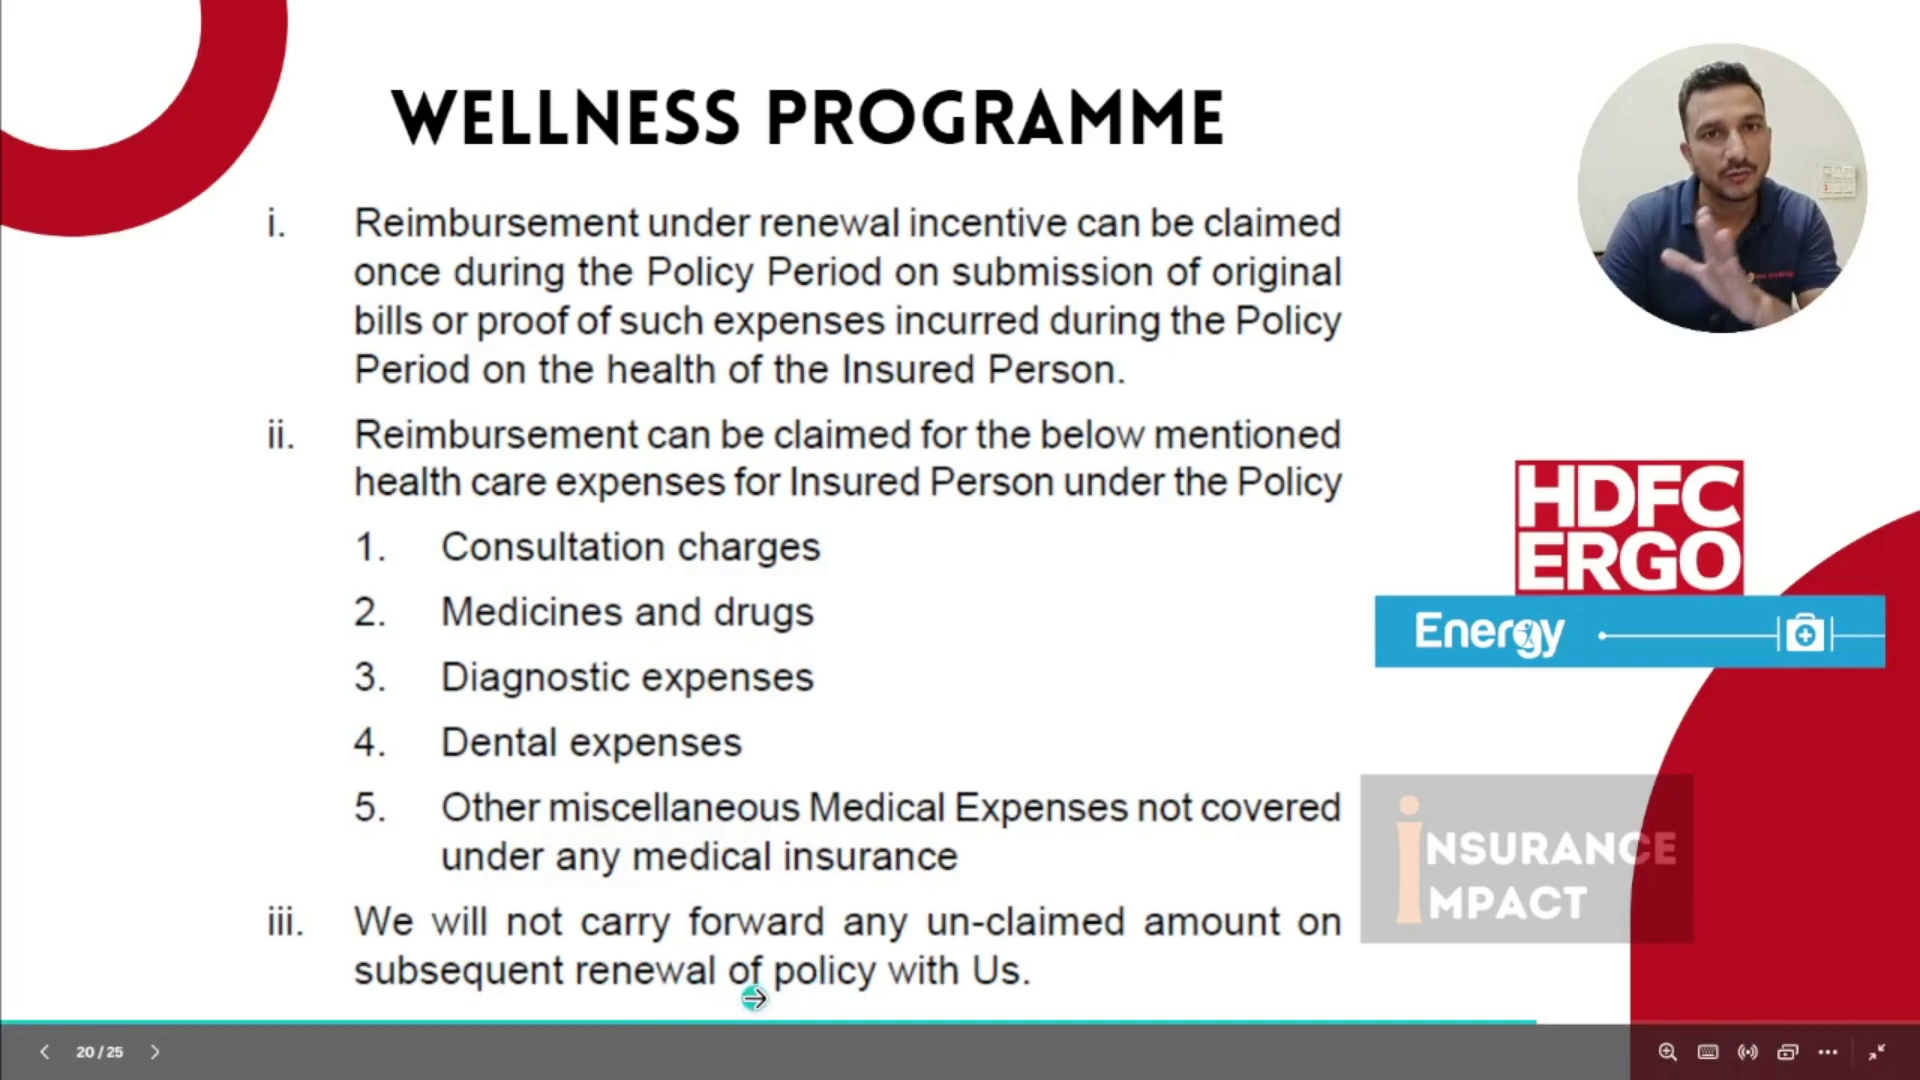 WELLNESS PROGRAMME
i. Reimbursement under renewal incentive can be claimed
once during the Policy Period on submission of original
bills or proof of such expenses incurred during the Policy
Period on the health of the Insured Person.
ii. Reimbursement can be claimed for the below mentioned
health care expenses for Insured Person under the Policy
1. Consultation charges
2. Medicines and drugs
3. Diagnostic expenses
4. Dental expenses
5. Other miscellaneous Medical Expenses not covered
under any medical insurance
iii. We will not carry forward any un-claimed amount on
subsequent renewal of policy with Us.
HDFC
ERGO
Energy
INSURANCE
IMPACT
20 / 25